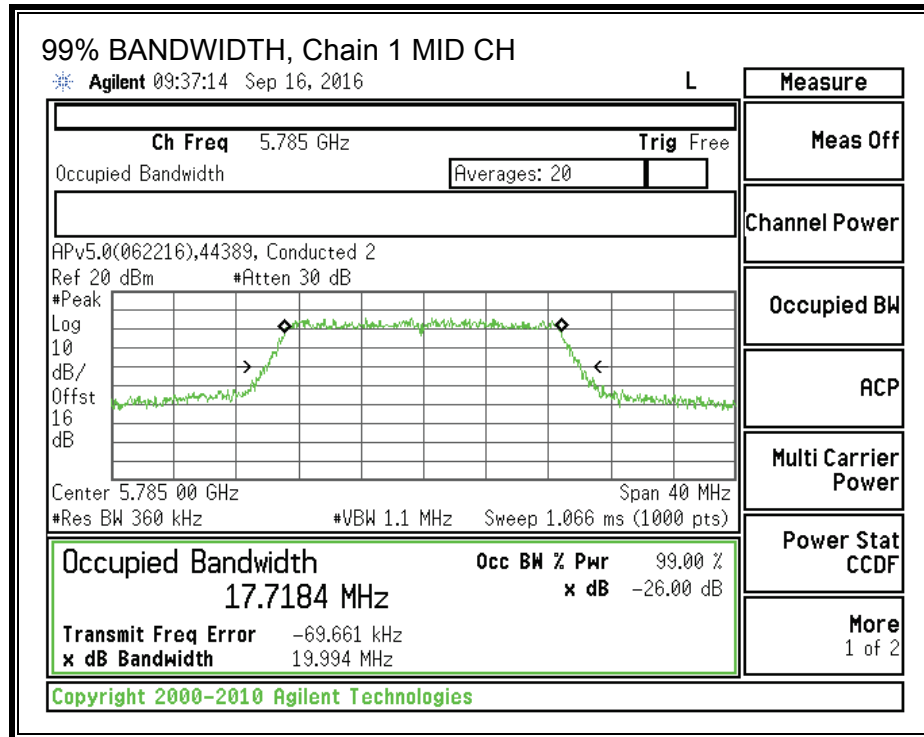 99% BANDWIDTH, Chain 1 MID CH
Agilent 09:37:14 Sep 16, 2016 L
Measure
Ch Freq 5.785 GHz Trig Free
Occupied Bandwidth Averages: 20
Meas Off
Channel Power
APv5.0(062216),44389, Conducted 2
Ref 20 dBm #Atten 30 dB
#Peak
Log
10
dB/
Offst
16
dB
Occupied BW
ACP
Center 5.785 00 GHz Span 40 MHz
#Res BW 360 kHz #VBW 1.1 MHz Sweep 1.066 ms (1000 pts)
Multi Carrier
Power
Occupied Bandwidth Occ BW % Pwr 99.00 %
17.7184 MHz x dB -26.00 dB
Transmit Freq Error -69.661 kHz
x dB Bandwidth 19.994 MHz
Power Stat
CCDF
More
1 of 2
Copyright 2000-2010 Agilent Technologies